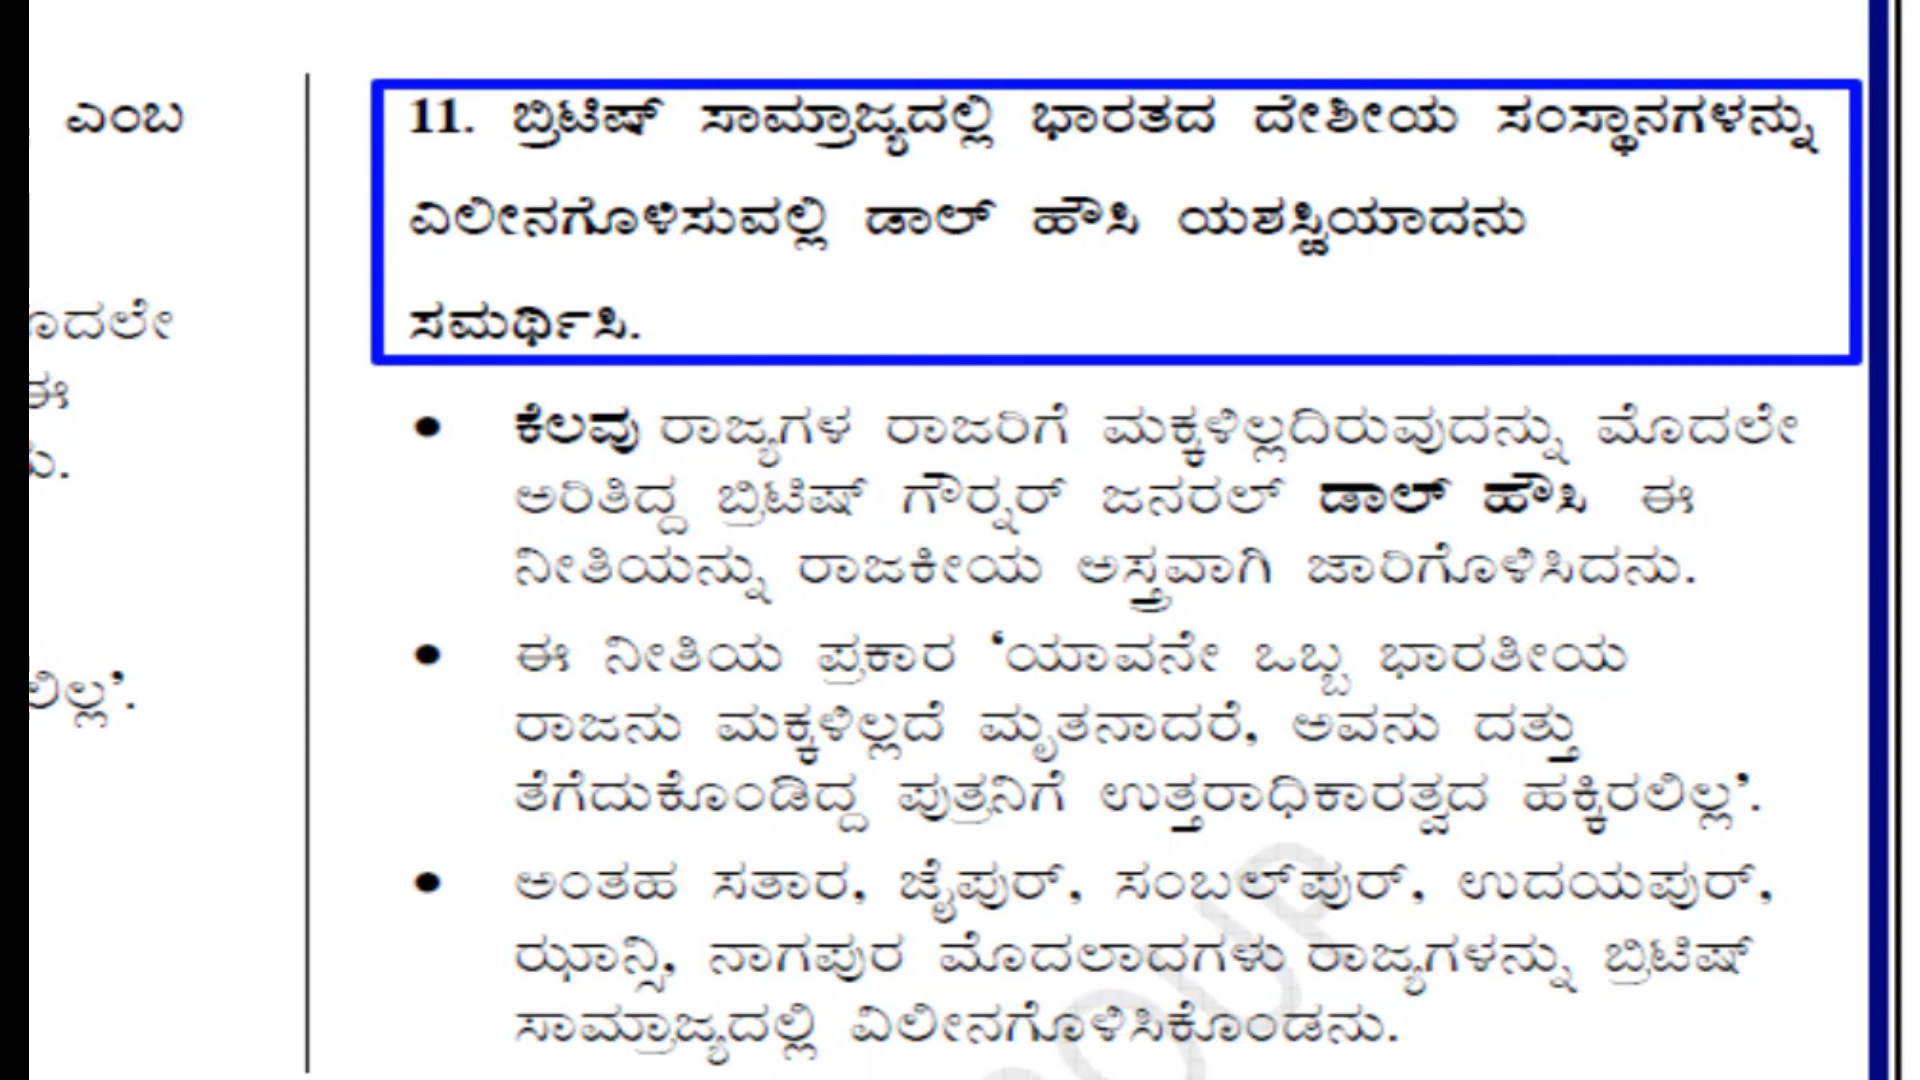 ಎಂಬ
ಈ
11. ಬ್ರಿಟಿಷ್ ಸಾಮ್ರಾಜ್ಯದಲ್ಲಿ ಭಾರತದ ದೇಶೀಯ ಸಂಸ್ಥಾನಗಳನ್ನು
ವಿಲೀನಗೊಳಿಸುವಲ್ಲಿ ಡಾಲ್ ಹೌಸಿ ಯಶಸ್ವಿಯಾದನು
ಸಮರ್ಥಿಸಿ.
• ಕೆಲವು ರಾಜ್ಯಗಳ ರಾಜರಿಗೆ ಮಕ್ಕಳಿಲ್ಲದಿರುವುದನ್ನು ಮೊದಲೇ
ಅರಿತಿದ್ದ ಬ್ರಿಟಿಷ್ ಗೌರ‍್ನರ್ ಜನರಲ್ ಡಾಲ್ ಹೌಸಿ ಈ
ನೀತಿಯನ್ನು ರಾಜಕೀಯ ಅಸ್ತ್ರವಾಗಿ ಜಾರಿಗೊಳಿಸಿದನು.
• ಈ ನೀತಿಯ ಪ್ರಕಾರ ‘ಯಾವನೇ ಒಬ್ಬ ಭಾರತೀಯ
ರಾಜನು ಮಕ್ಕಳಿಲ್ಲದೆ ಮೃತನಾದರೆ, ಅವನು ದತ್ತು
ತೆಗೆದುಕೊಂಡಿದ್ದ ಪುತ್ರನಿಗೆ ಉತ್ತರಾಧಿಕಾರತ್ವದ ಹಕ್ಕಿರಲಿಲ್ಲ’.
• ಅಂತಹ ಸತಾರ, ಜೈಪುರ್, ಸಂಬಲ್‌ಪುರ್, ಉದಯಪುರ್,
ಝಾನ್ಸಿ, ನಾಗಪುರ ಮೊದಲಾದಗಳು ರಾಜ್ಯಗಳನ್ನು ಬ್ರಿಟಿಷ್
ಸಾಮ್ರಾಜ್ಯದಲ್ಲಿ ವಿಲೀನಗೊಳಿಸಿಕೊಂಡನು.